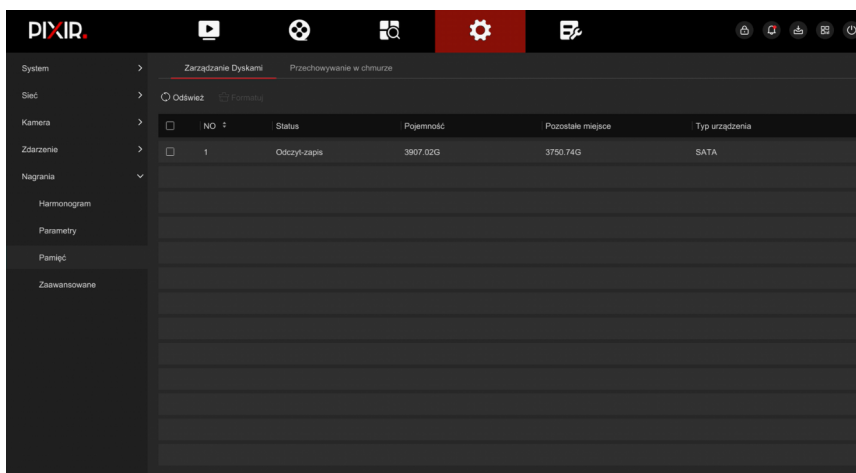 PIXIR.
System
Sieć
Kamera
Zdarzenie
Nagrania
Harmonogram
Parametry
Pamięć
Zaawansowane
Zarządzanie Dyskami
Przechowywanie w chmurze
Odśwież
Formatuj
NO
Status
Pojemność
Pozostałe miejsce
Typ urządzenia
1
Odczyt-zapis
3907.02G
3750.74G
SATA